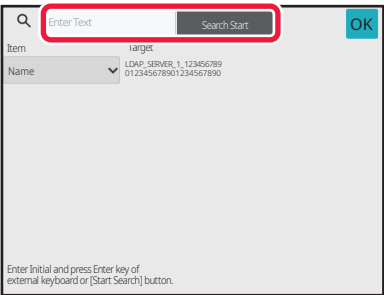 Enter Text Search Start OK
Item Target
Name LDAP_SERVER_1_123456789
012345678901234567890
Enter Initial and press Enter key of
external keyboard or [Start Search] button.